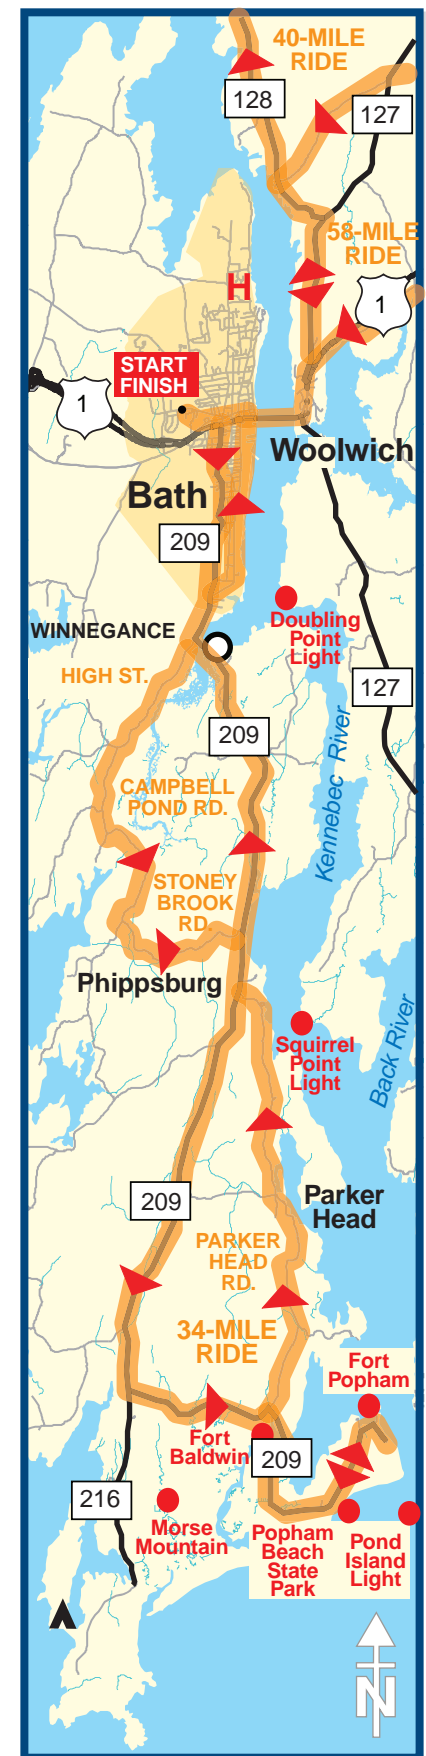 40-MILE
RIDE
128
127
58-MILE
RIDE
H
1
START
FINISH
1
Woolwich
Bath
209
Doubling
Point
Light
WINNEGANCE
HIGH ST.
127
209
Kennebec River
CAMPBELL
POND RD.
STONEY
BROOK
RD.
Phippsburg
Back River
Squirrel
Point
Light
209
Parker
Head
PARKER
HEAD
RD.
34-MILE
RIDE
Fort
Popham
Fort
Baldwin
209
216
Morse
Mountain
Popham
Beach
State
Park
Pond
Island
Light
N